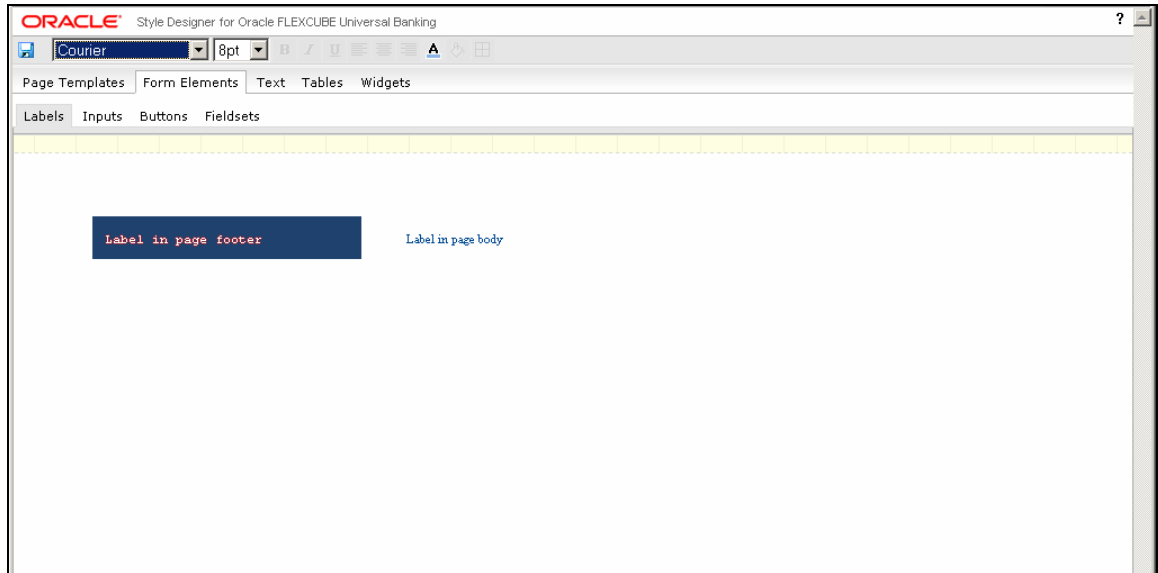 ORACLE® Style Designer for Oracle FLEXCUBE Universal Banking ?
Courier 8pt B I U A
Page Templates Form Elements Text Tables Widgets
Labels Inputs Buttons Fieldsets
Label in page footer Label in page body